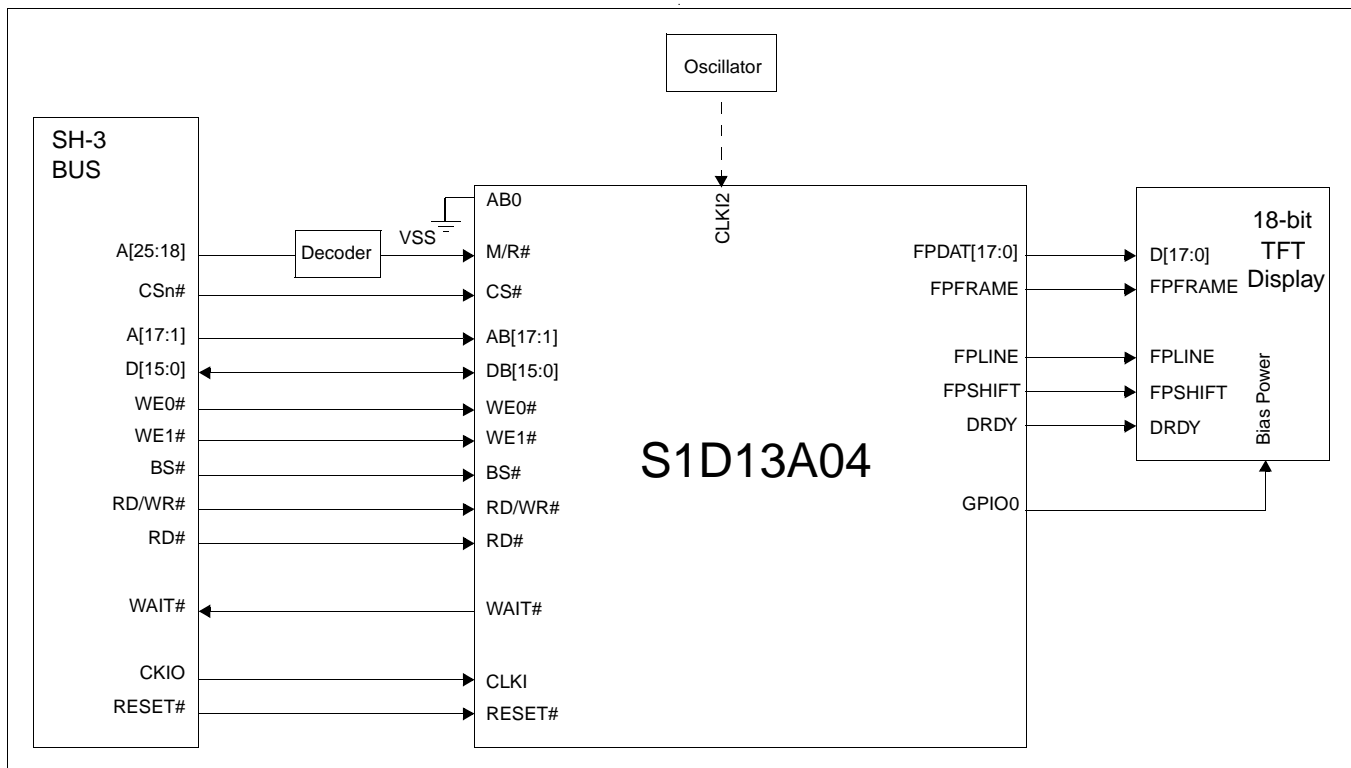 Oscillator
SH-3
BUS
A[25:18]
CSn#
A[17:1]
D[15:0]
WE0#
WE1#
BS#
RD/WR#
RD#
WAIT#
CKIO
RESET#
Decoder
VSS
AB0
M/R#
CS#
AB[17:1]
DB[15:0]
WE0#
WE1#
BS#
RD/WR#
RD#
WAIT#
CLKI
RESET#
CLKI2
S1D13A04
FPDAT[17:0]
FPFRAME
FPLINE
FPSHIFT
DRDY
GPIO0
18-bit
TFT
Display
D[17:0]
FPFRAME
FPLINE
FPSHIFT
DRDY
Bias Power